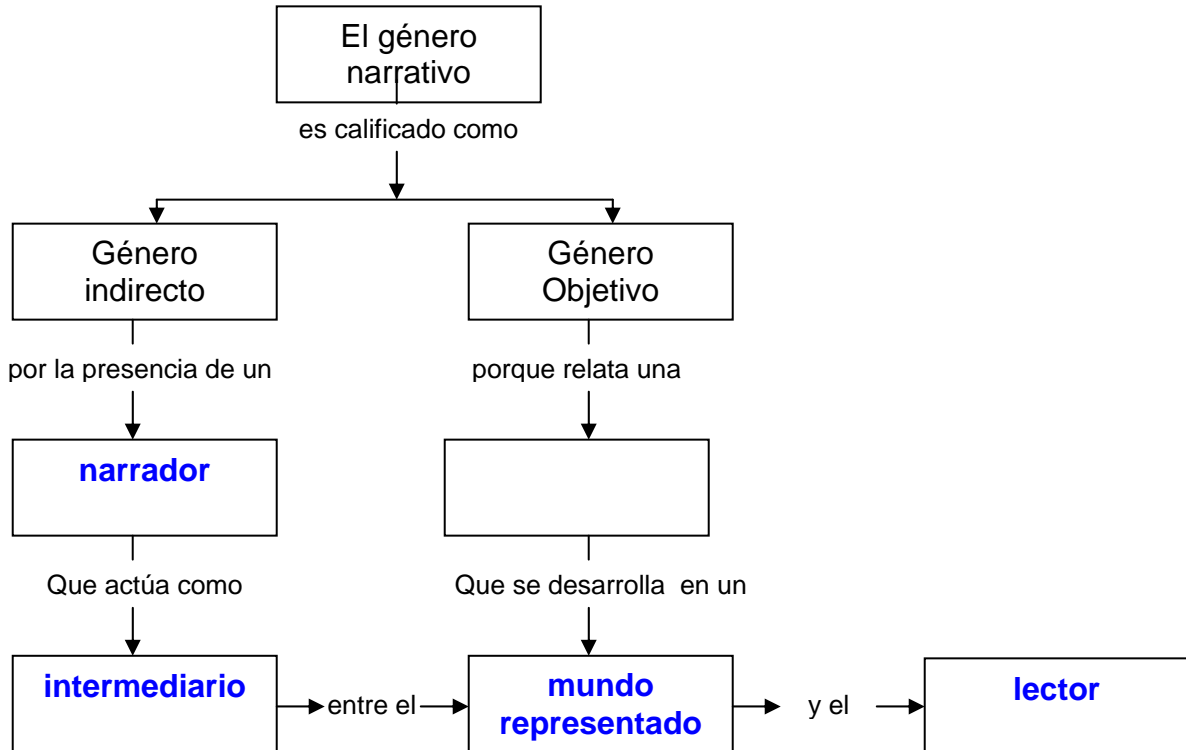 El género
narrativo
es calificado como
Género
indirecto
Género
Objetivo
por la presencia de un
porque relata una
narrador
Que actúa como
Que se desarrolla en un
intermediario
entre el
mundo
representado
y el
lector